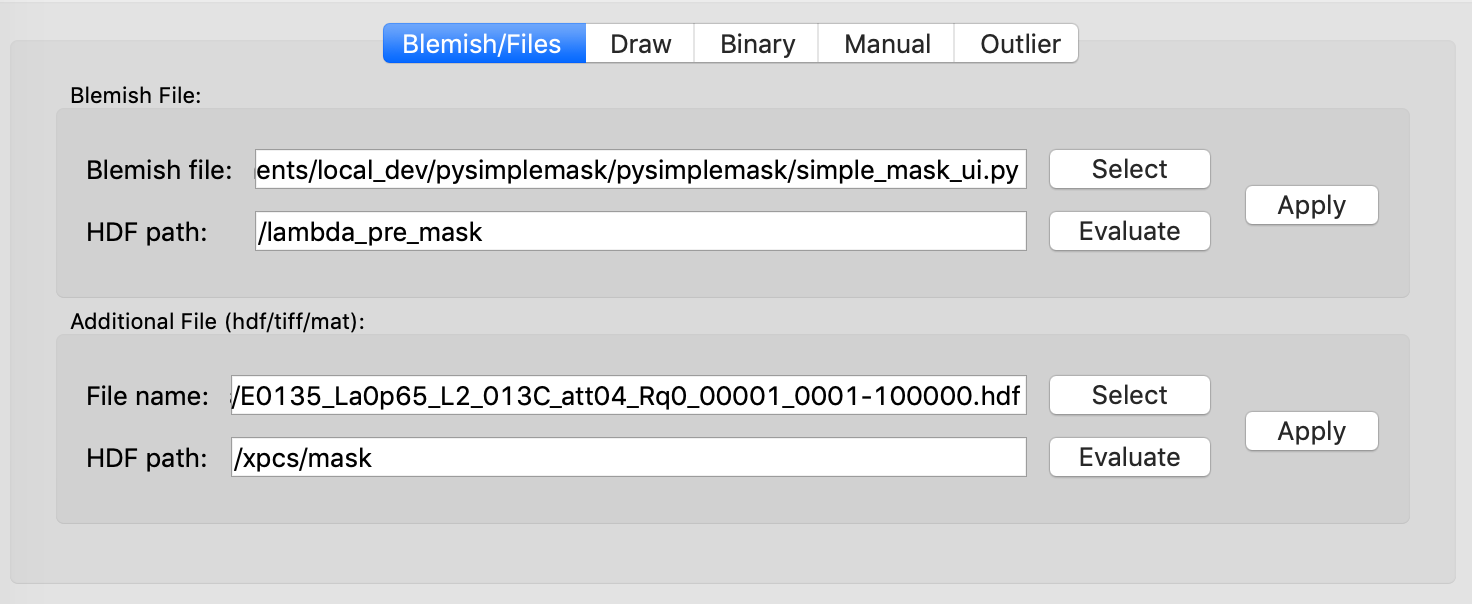 Blemish/Files Draw Binary Manual Outlier
Blemish File:
Blemish file: ents/local_dev/pysimplemask/pysimplemask/simple_mask_ui.py Select
Apply
HDF path: /lambda_pre_mask Evaluate
Additional File (hdf/tiff/mat):
File name: /E0135_La0p65_L2_013C_att04_Rq0_00001_0001-100000.hdf Select
Apply
HDF path: /xpcs/mask Evaluate